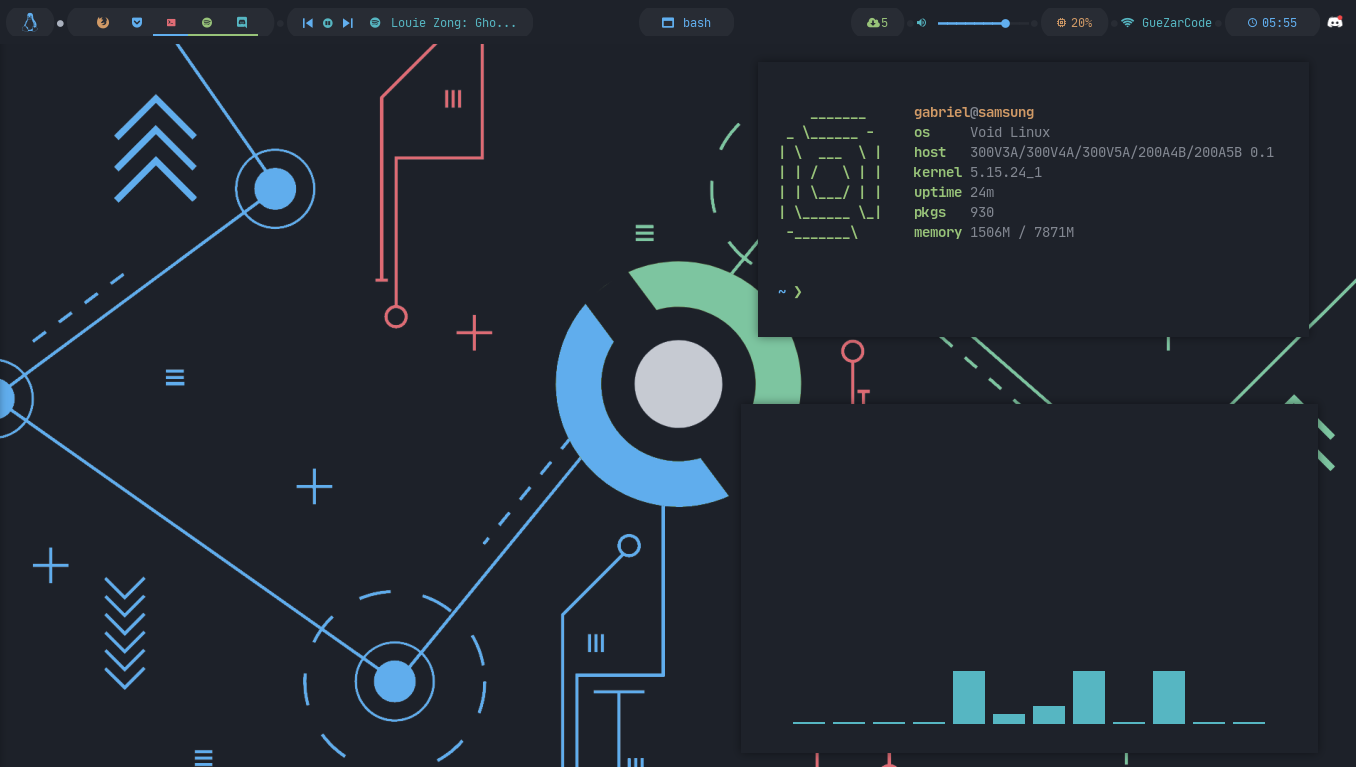 Louie Zong: Gho...
bash
5
20%
GueZarCode
05:55
gabriel@samsung
os Void Linux
host 300V3A/300V4A/300V5A/200A4B/200A5B 0.1
kernel 5.15.24_1
uptime 24m
pkgs 930
memory 1506M / 7871M
~ ❯